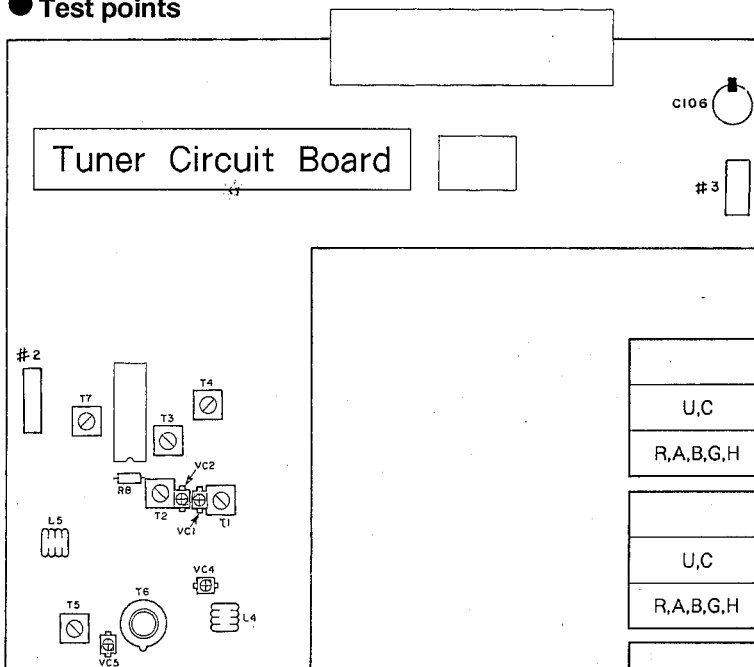 ● Test points
C106
Tuner Circuit Board
#3
#2
T7
T4
T3
U,C
R,A,B,G,H
VC2
R8
T2
VC1
T1
L5
U,C
VC4
T6
R,A,B,G,H
T5
L4
VC5